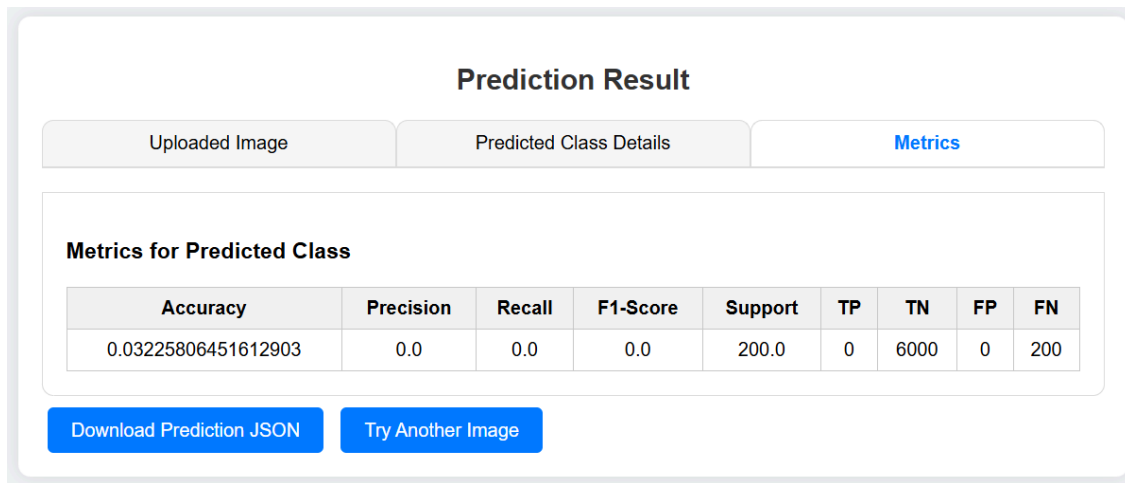 Prediction Result
Uploaded Image Predicted Class Details Metrics
Metrics for Predicted Class
Accuracy Precision Recall F1-Score Support TP TN FP FN
0.03225806451612903 0.0 0.0 0.0 200.0 0 6000 0 200
Download Prediction JSON Try Another Image